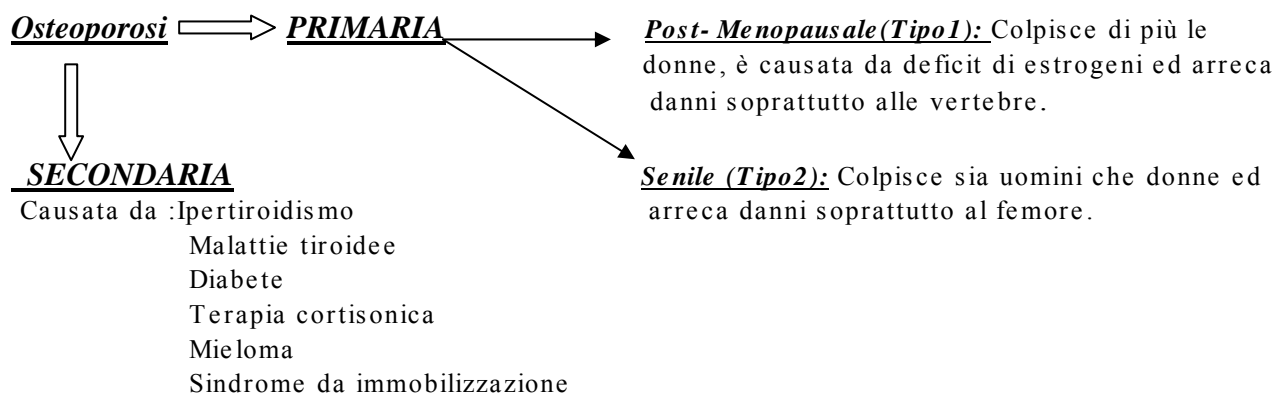 Osteoporosi PRIMARIA Post- Menopausale(Tipo1): Colpisce di più le
donne, è causata da deficit di estrogeni ed arreca
danni soprattutto alle vertebre.
SECONDARIA
Causata da :Ipertiroidismo
Malattie tiroidee
Diabete
Terapia cortisonica
Mieloma
Sindrome da immobilizzazione
Senile (Tipo2): Colpisce sia uomini che donne ed
arreca danni soprattutto al femore.